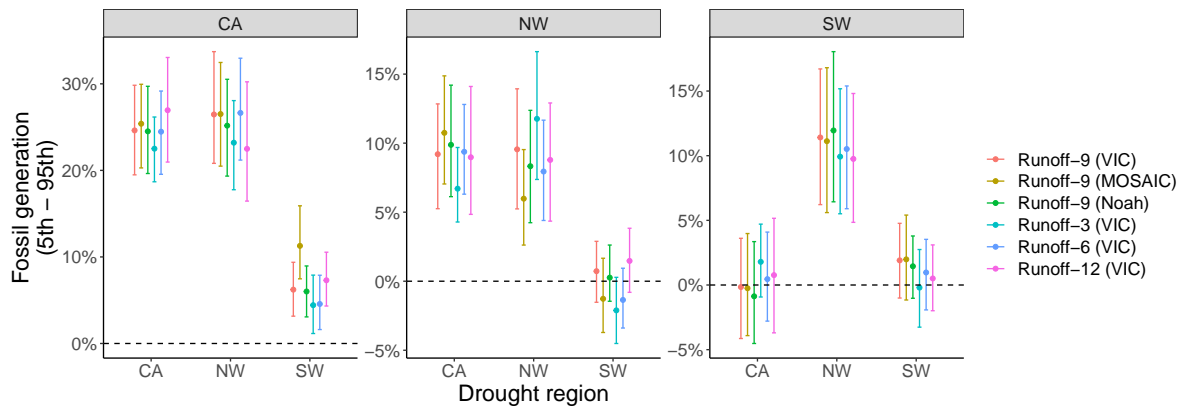 CA
NW
SW
Fossil generation
(5th − 95th)
30%
20%
10%
0%
CA
NW
SW
15%
10%
5%
0%
−5%
CA
NW
SW
15%
10%
5%
0%
−5%
CA
NW
SW
Drought region
Runoff−9 (VIC)
Runoff−9 (MOSAIC)
Runoff−9 (Noah)
Runoff−3 (VIC)
Runoff−6 (VIC)
Runoff−12 (VIC)